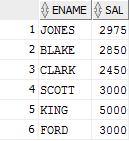 ENAME SAL
1 JONES 2975
2 BLAKE 2850
3 CLARK 2450
4 SCOTT 3000
5 KING 5000
6 FORD 3000